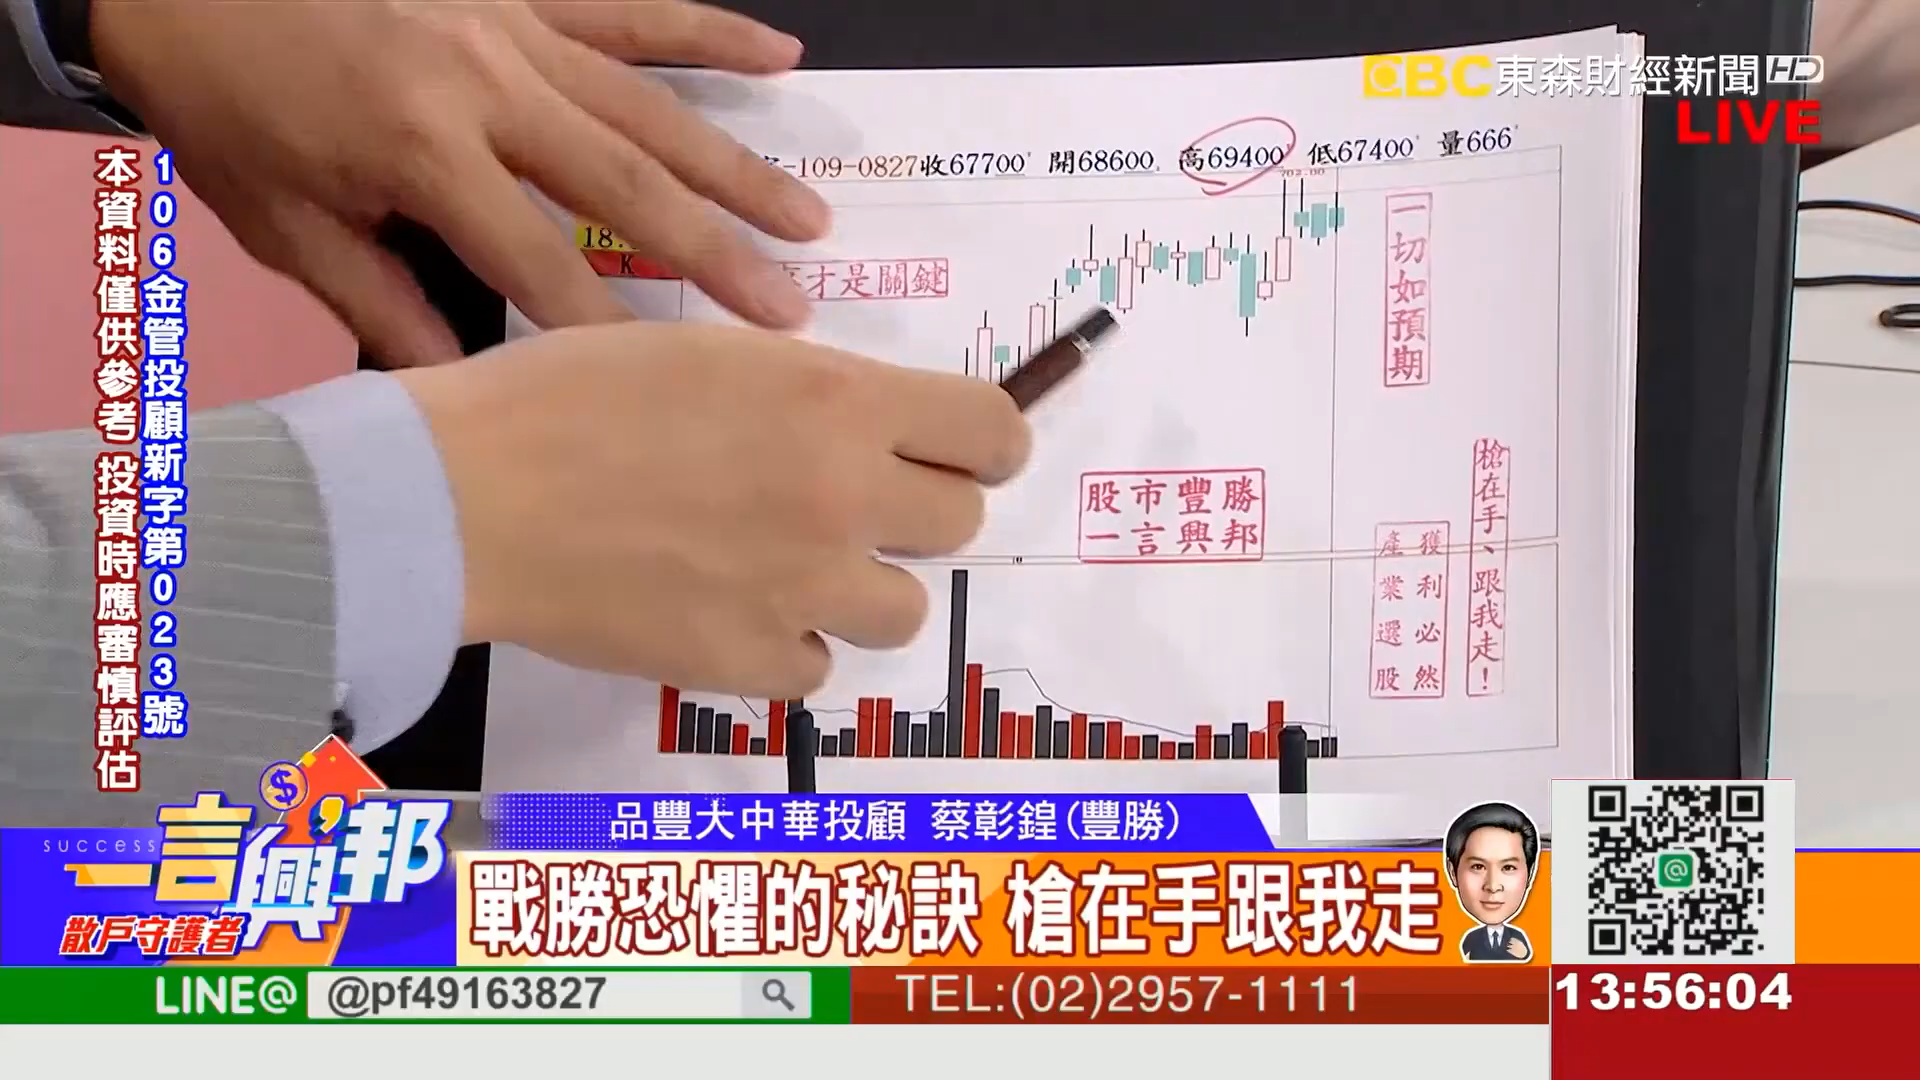 EBC東森財經新聞HD
LIVE
106金管投顧新字第023號
本資料僅供參考 投資時應審慎評估
-109-0827收67700 開68600 高69400 低67400 量666
702.00
18.
K
才是關鍵
一切如預期
槍在手、跟我走!
股市豐勝
一言興邦
獲利必然
產業選股
品豐大中華投顧 蔡彰鍠(豐勝)
success
一言興邦
散戶守護者
戰勝恐懼的秘訣 槍在手跟我走
LINE@ @pf49163827
TEL:(02)2957-1111
13:56:04